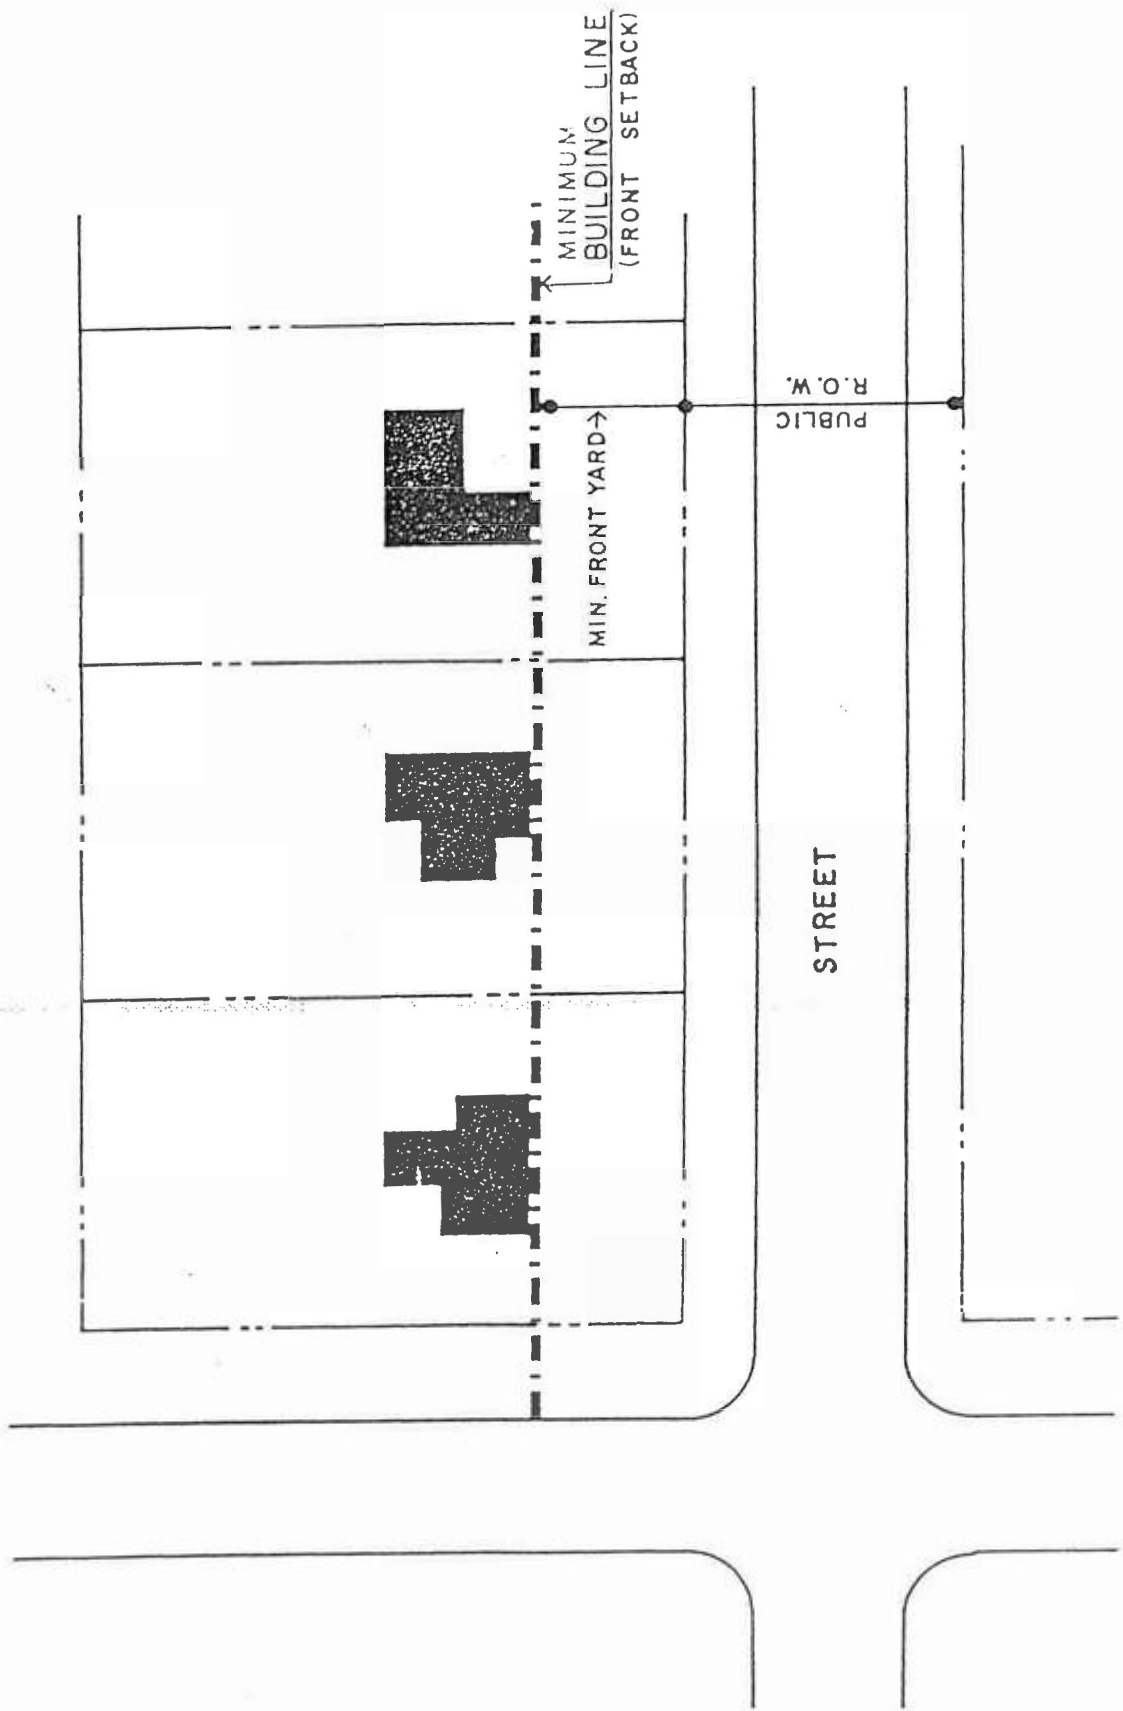 MINIMUM
BUILDING LINE
(FRONT SETBACK)
MIN. FRONT YARD→
PUBLIC
R.O.W.
STREET